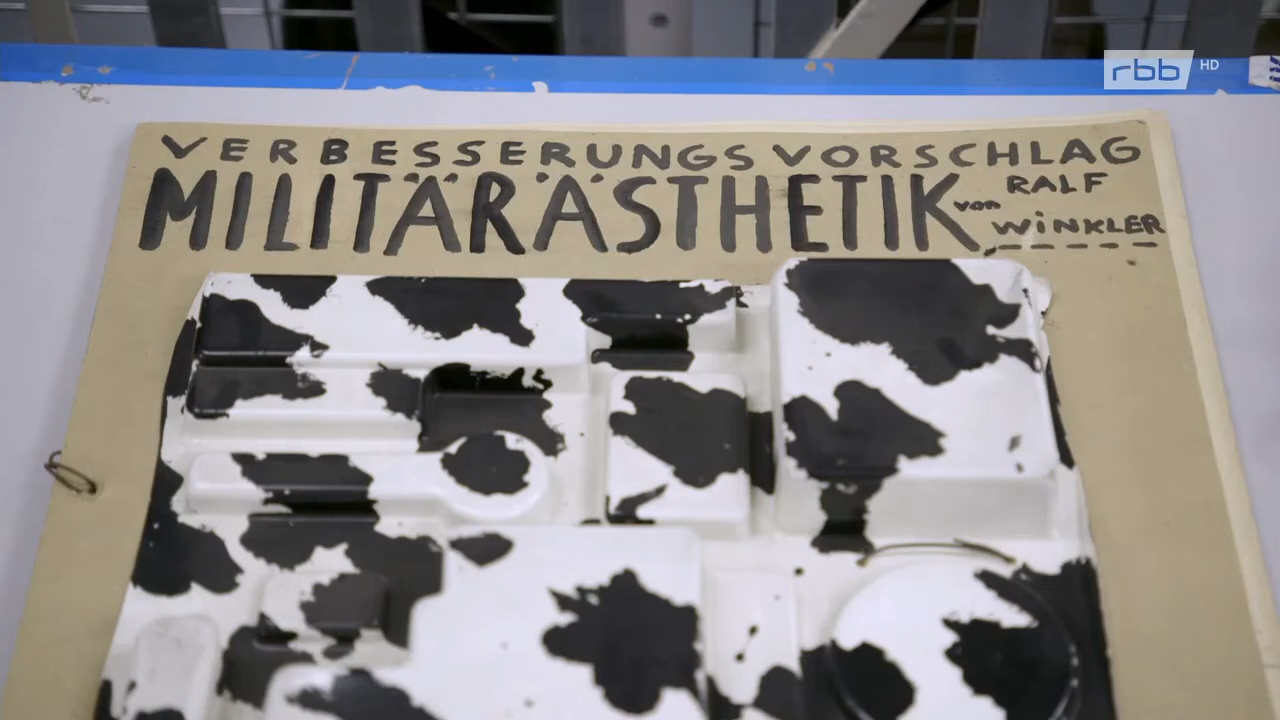 rbb HD
VERBESSERUNGSVORSCHLAG
MILITÄRÄSTHETIK von RALF
WiNKLER